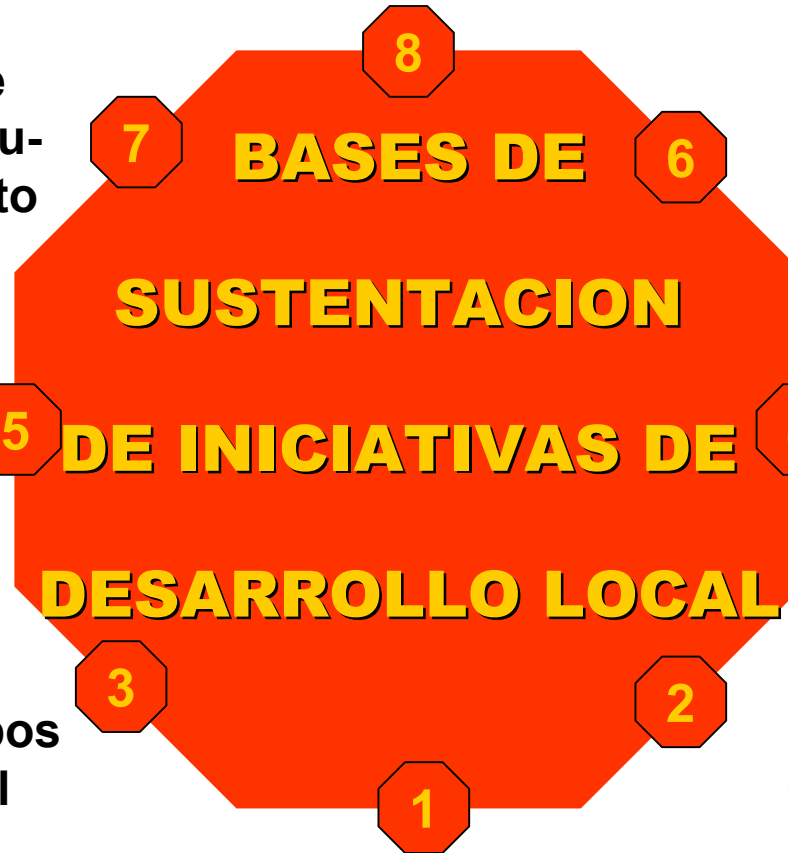 8
7
6
BASES DE
SUSTENTACION
5
DE INICIATIVAS DE
DESARROLLO LOCAL
3
2
1